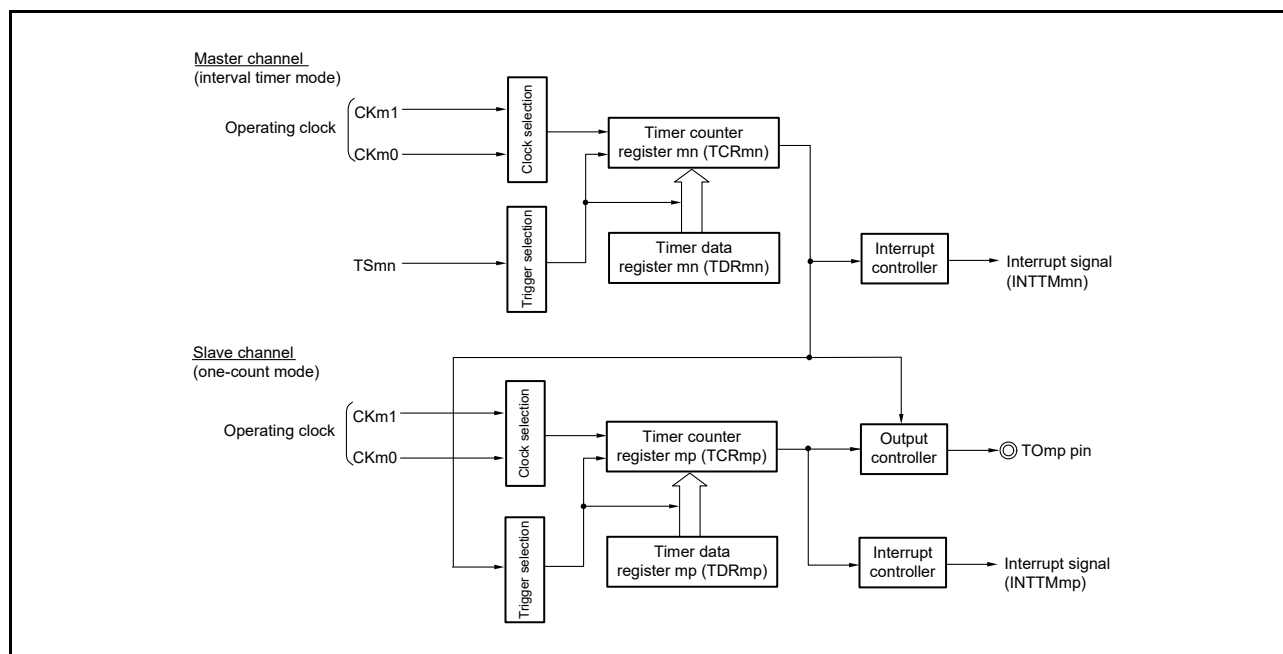 Master channel
(interval timer mode)
Operating clock
CKm1
CKm0
Clock selection
Timer counter
register mn (TCRmn)
TSmn
Trigger selection
Timer data
register mn (TDRmn)
Interrupt
controller
Interrupt signal
(INTTMmn)
Slave channel
(one-count mode)
Operating clock
CKm1
CKm0
Clock selection
Timer counter
register mp (TCRmp)
Output
controller
TOmp pin
Trigger selection
Timer data
register mp (TDRmp)
Interrupt
controller
Interrupt signal
(INTTMmp)